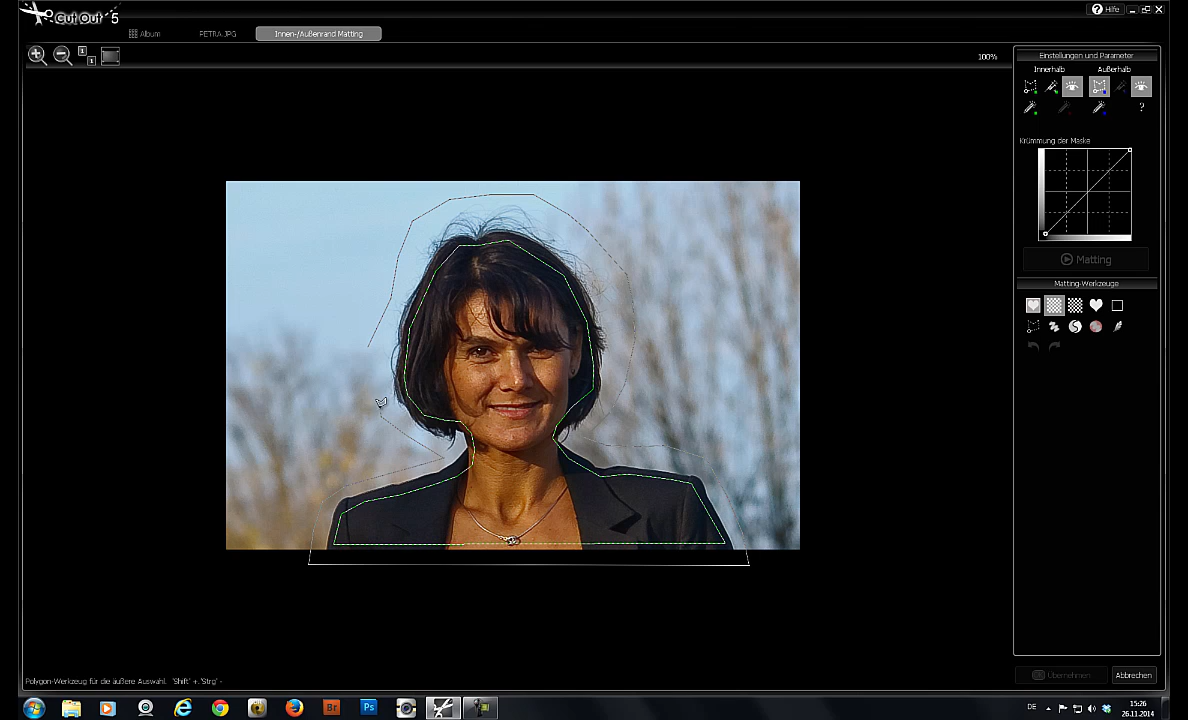 Cut Out 5
Hilfe
Album
PETRA.JPG
Innen-/Außenrand Matting
100%
Einstellungen und Parameter
Innerhalb
Außerhalb
?
Krümmung der Maske
Matting
Matting-Werkzeuge
Polygon-Werkzeug für die äußere Auswahl. 'Shift' +.'Strg' -
Übernehmen
Abbrechen
Br
Ps
DE
15:26
26.11.2014